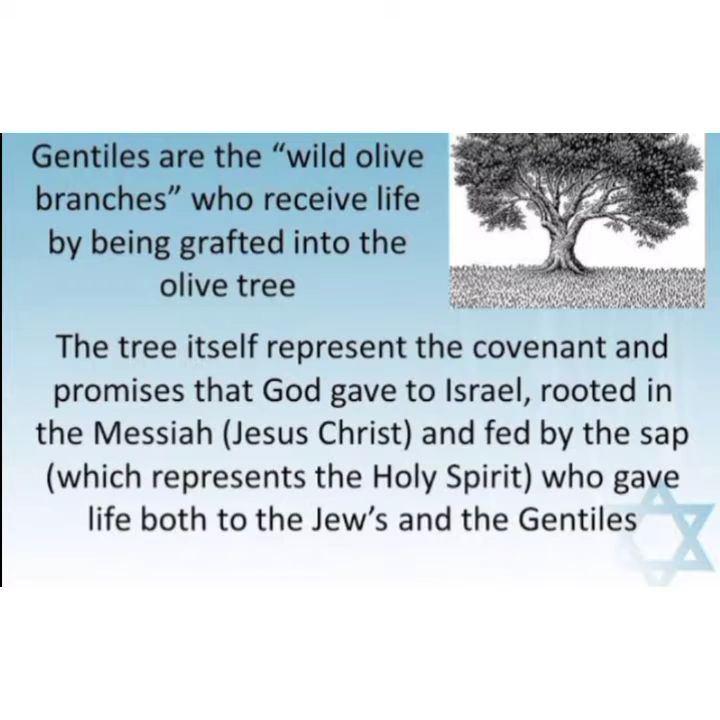 Gentiles are the “wild olive
branches” who receive life
by being grafted into the
olive tree
The tree itself represent the covenant and
promises that God gave to Israel, rooted in
the Messiah (Jesus Christ) and fed by the sap
(which represents the Holy Spirit) who gave
life both to the Jew’s and the Gentiles